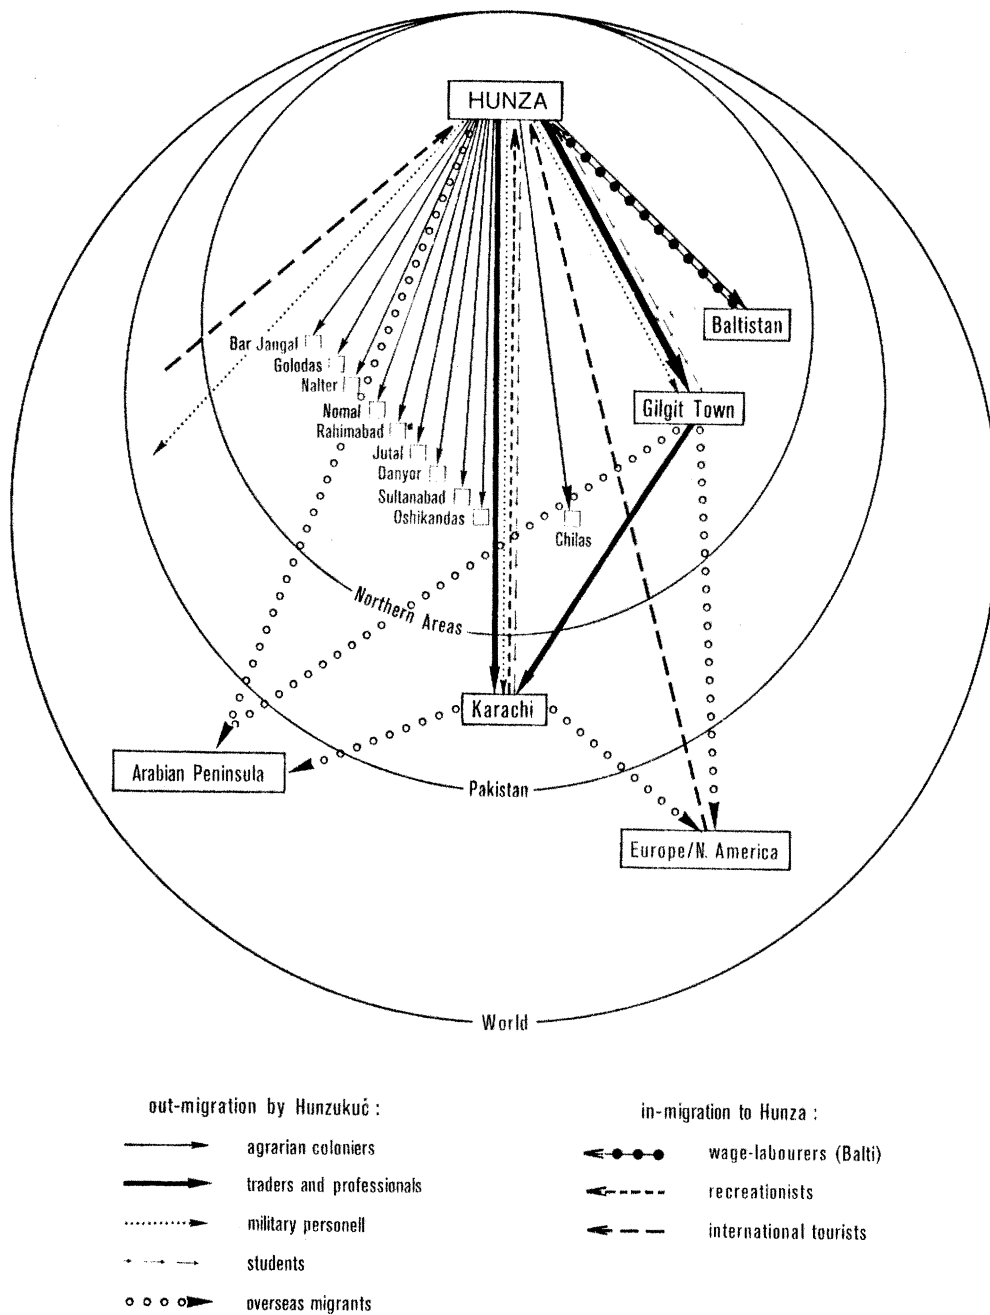 HUNZA
Baltistan
Bar Jangal
Golodas
Nalter
Nomal
Rahimabad
Jutal
Danyor
Sultanabad
Oshikandas
Gilgit Town
Chilas
Northern Areas
Karachi
Arabian Peninsula
Pakistan
Europe/N. America
World
out-migration by Hunzukuć :
agrarian coloniers
traders and professionals
military personell
students
overseas migrants
in-migration to Hunza :
wage-labourers (Balti)
recreationists
international tourists